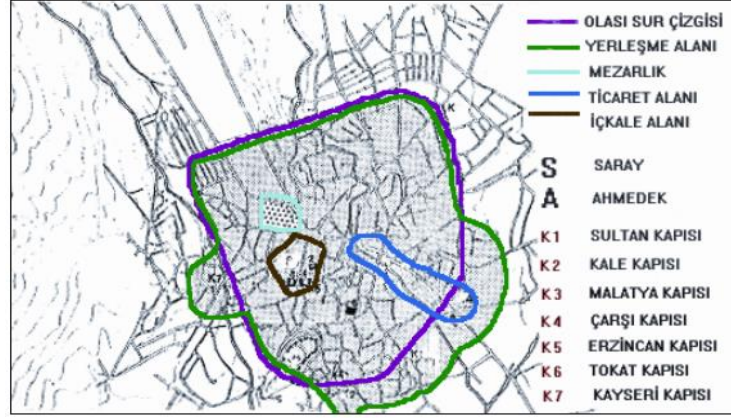 OLASI SUR ÇİZGİSİ
YERLEŞME ALANI
MEZARLIK
TİCARET ALANI
İÇKALE ALANI
S SARAY
A AHMEDEK
K1 SULTAN KAPISI
K2 KALE KAPISI
K3 MALATYA KAPISI
K4 ÇARŞI KAPISI
K5 ERZİNCAN KAPISI
K6 TOKAT KAPISI
K7 KAYSERİ KAPISI
K7